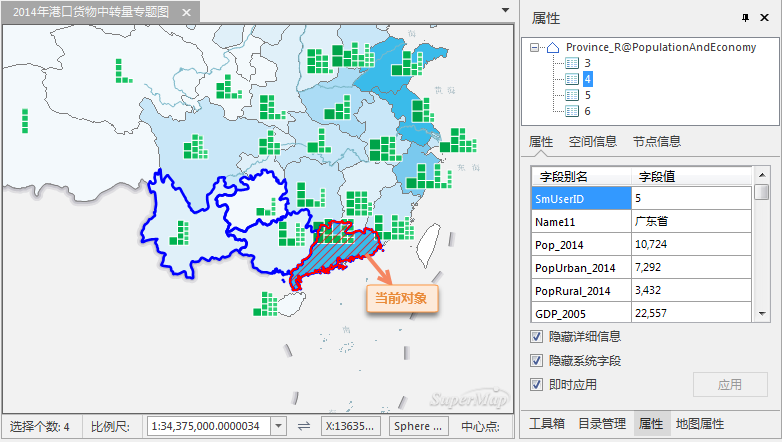 2014年港口货物中转量专题图
当前对象
SuperMap
选择个数: 4 比例尺: 1:34,375,000.0000034 X:13635... Sphere ... 中心点:
属性
Province_R@PopulationAndEconomy
3
4
5
6
属性 空间信息 节点信息
字段别名 字段值
SmUserID 5
Name11 广东省
Pop_2014 10,724
PopUrban_2014 7,292
PopRural_2014 3,432
GDP_2005 22,557
隐藏详细信息
隐藏系统字段
即时应用 应用
工具箱 目录管理 属性 地图属性